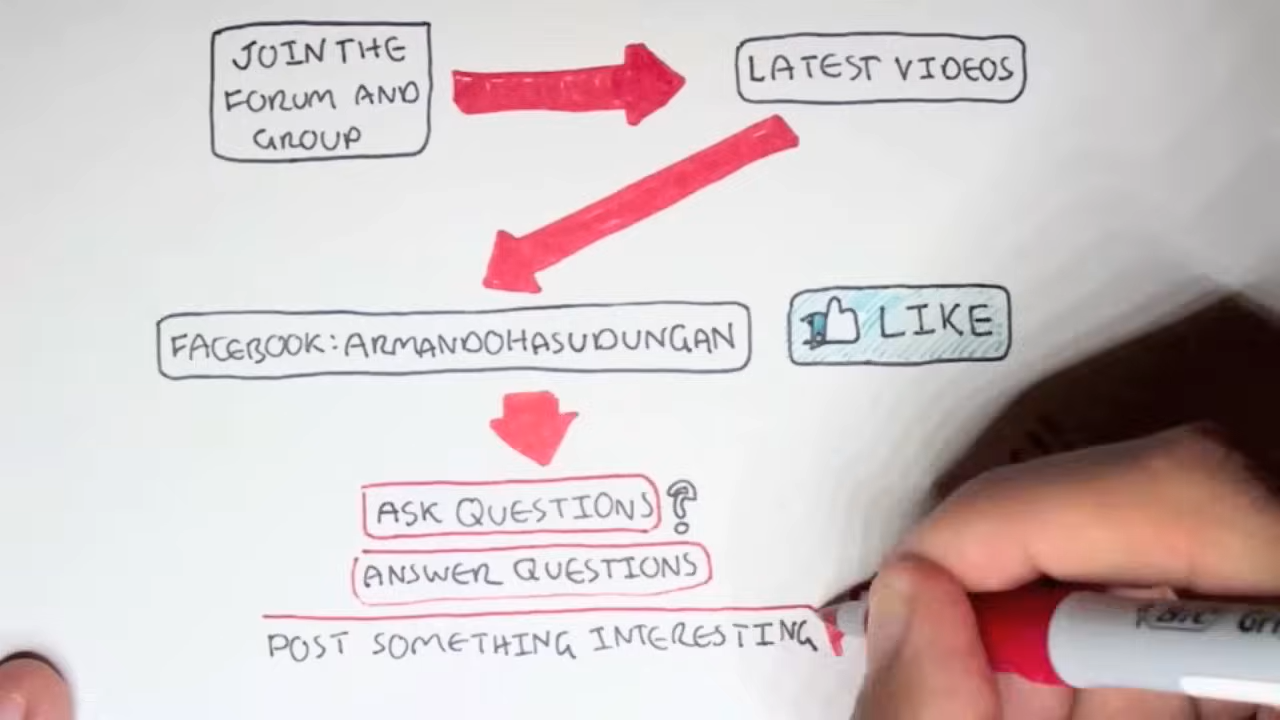 JOIN THE
FORUM AND
GROUP
LATEST VIDEOS
FACEBOOK:ARMANDOHASUDUNGAN
LIKE
ASK QUESTIONS?
ANSWER QUESTIONS
POST SOMETHING INTERESTING